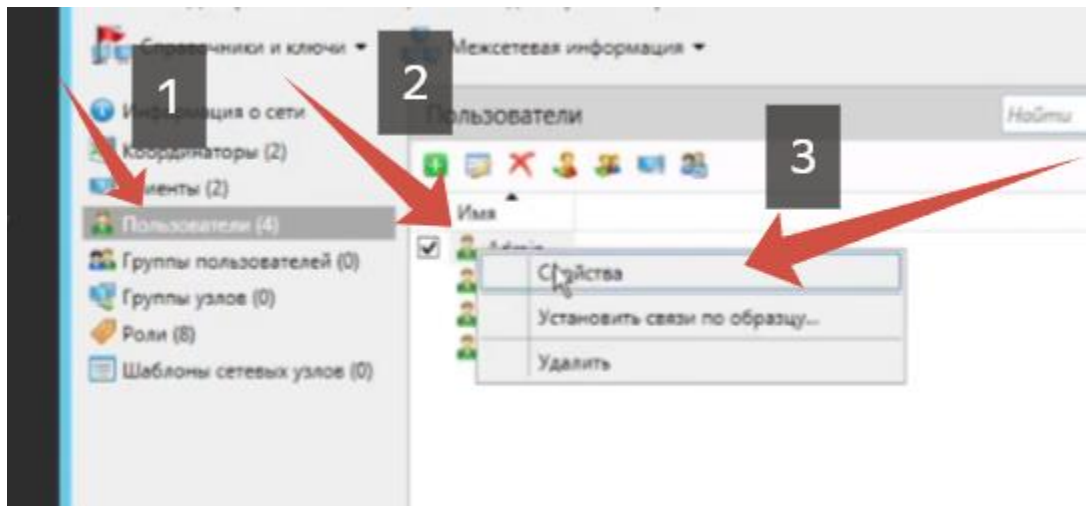 Справочники и ключи
Межсетевая информация
1
2
3
Информация о сети
Пользователи
Найти
Координаторы (2)
Клиенты (2)
Имя
Пользователи (4)
Admin
Группы пользователей (0)
Свойства
Группы узлов (0)
Установить связи по образцу...
Роли (8)
Удалить
Шаблоны сетевых узлов (0)